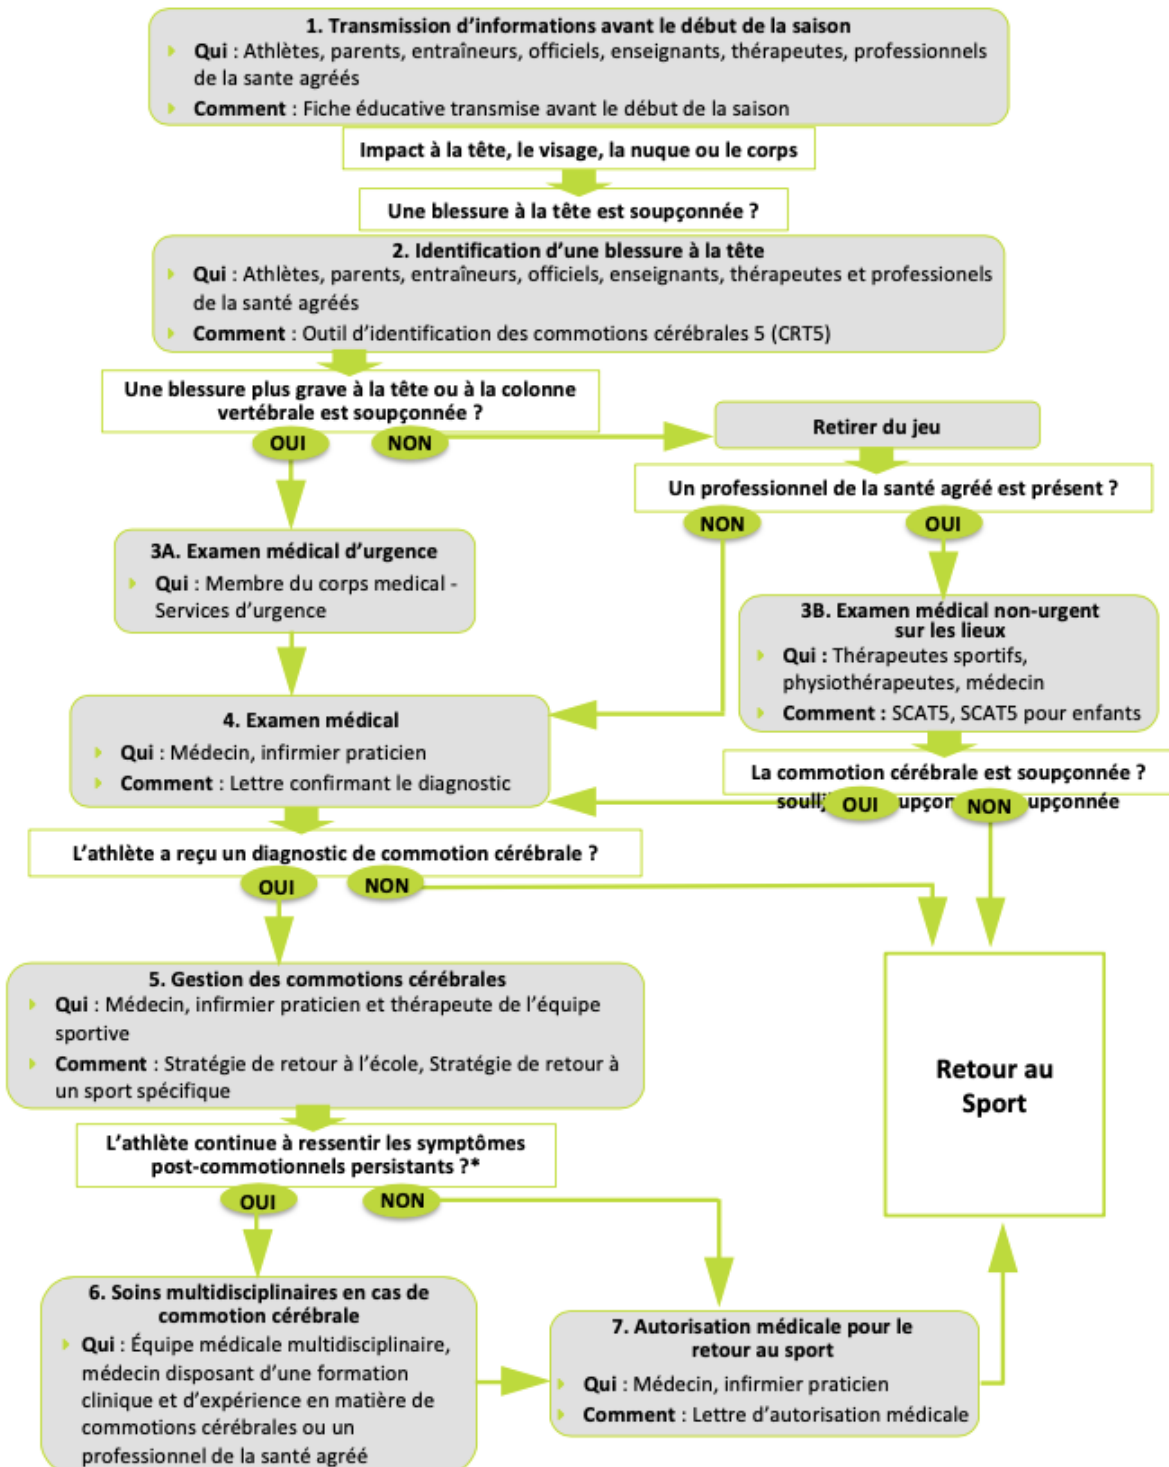 1. Transmission d'informations avant le début de la saison
Qui : Athlètes, parents, entraîneurs, officiels, enseignants, thérapeutes, professionnels
de la sante agréés
Comment : Fiche éducative transmise avant le début de la saison
Impact à la tête, le visage, la nuque ou le corps
Une blessure à la tête est soupçonnée ?
2. Identification d'une blessure à la tête
Qui : Athlètes, parents, entraîneurs, officiels, enseignants, thérapeutes et professionels
de la santé agréés
Comment : Outil d'identification des commotions cérébrales 5 (CRT5)
Une blessure plus grave à la tête ou à la colonne
vertébrale est soupçonnée ?
OUI
NON
Retirer du jeu
Un professionnel de la santé agréé est présent ?
NON
OUI
3A. Examen médical d'urgence
Qui : Membre du corps medical -
Services d'urgence
3B. Examen médical non-urgent
sur les lieux
Qui : Thérapeutes sportifs,
physiothérapeutes, médecin
Comment : SCAT5, SCAT5 pour enfants
4. Examen médical
Qui : Médecin, infirmier praticien
Comment : Lettre confirmant le diagnostic
La commotion cérébrale est soupçonnée ?
OUI
NON
upçonnée
L'athlète a reçu un diagnostic de commotion cérébrale ?
OUI
NON
5. Gestion des commotions cérébrales
Qui : Médecin, infirmier praticien et thérapeute de l'équipe
sportive
Comment : Stratégie de retour à l'école, Stratégie de retour à
un sport spécifique
Retour au
Sport
L'athlète continue à ressentir les symptômes
post-commotionnels persistants ?*
OUI
NON
6. Soins multidisciplinaires en cas de
commotion cérébrale
Qui : Équipe médicale multidisciplinaire,
médecin disposant d'une formation
clinique et d'expérience en matière de
commotions cérébrales ou un
professionnel de la santé agréé
7. Autorisation médicale pour le
retour au sport
Qui : Médecin, infirmier praticien
Comment : Lettre d'autorisation médicale